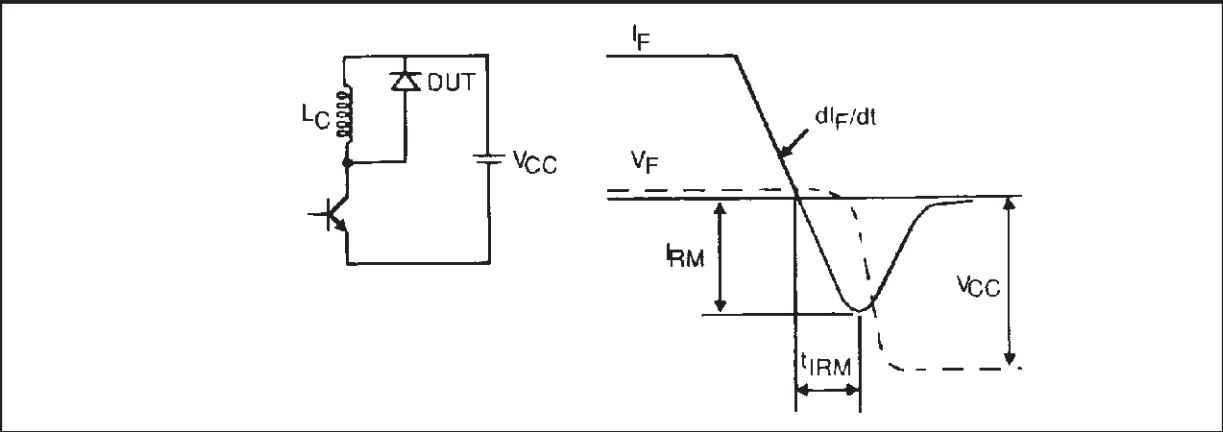 DUT
LC
VCC
IF
dIF/dt
VF
IRM
VCC
tIRM